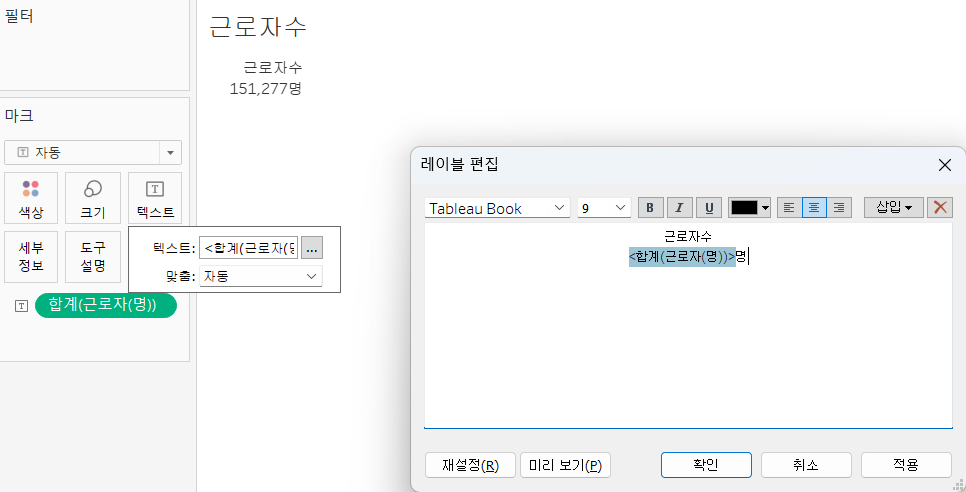 필터
근로자수
근로자수
151,277명
마크
자동
색상
크기
텍스트
세부
정보
도구
설명
텍스트: <합계(근로자(명 ...
맞춤: 자동
합계(근로자(명))
레이블 편집
Tableau Book 9 B I U 삽입
근로자수
<합계(근로자(명))>명
재설정(R) 미리 보기(P) 확인 취소 적용